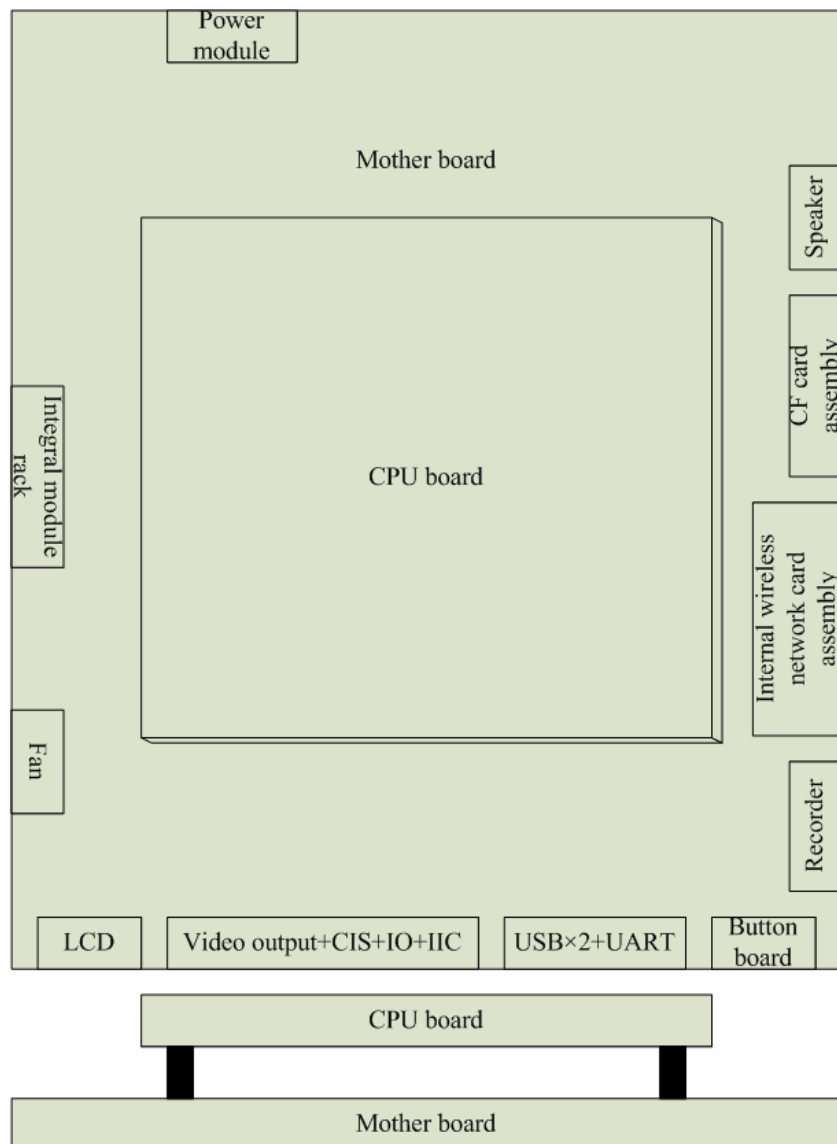 Power
module
Mother board
Speaker
CF card
assembly
Integral module
rack
CPU board
Internal wireless
network card
assembly
Fan
Recorder
LCD
Video output+CIS+IO+IIC
USB×2+UART
Button
board
CPU board
Mother board